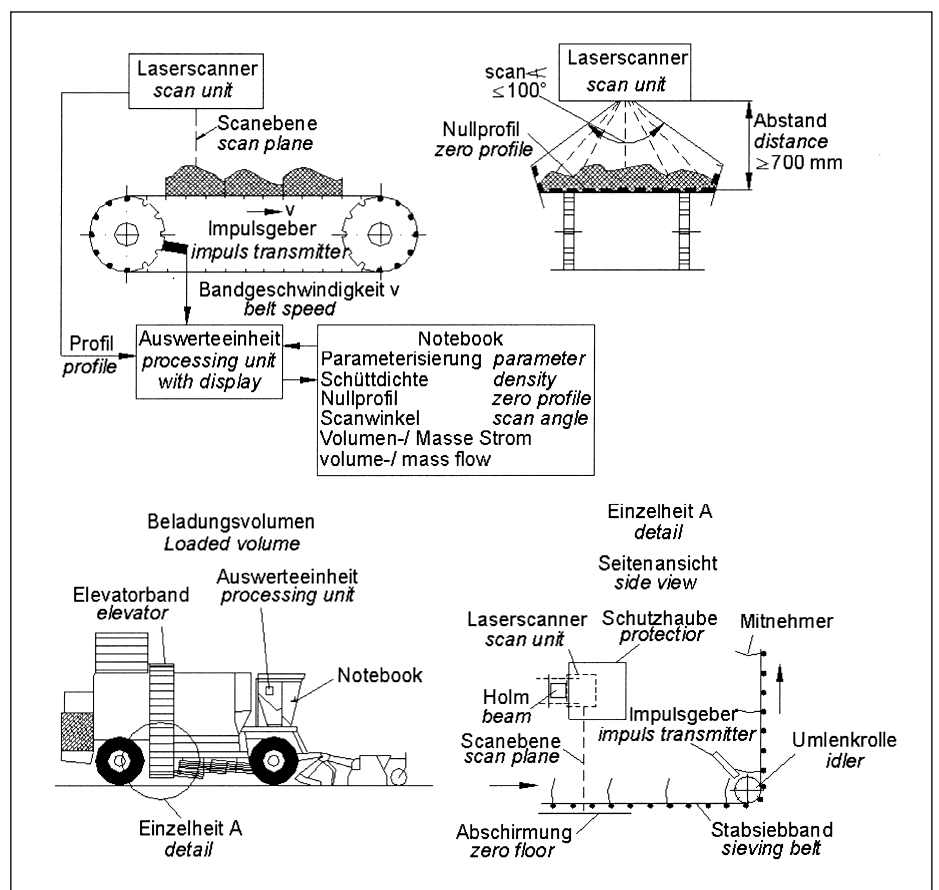 Laserscanner
scan unit
Scanebene
scan plane
v
Impulsgeber
impuls transmitter
Bandgeschwindigkeit v
belt speed
Profil
profile
Auswerteeinheit
processing unit
with display
Notebook
Parameterisierung parameter
Schüttdichte density
Nullprofil zero profile
Scanwinkel scan angle
Volumen-/ Masse Strom
volume-/ mass flow
Laserscanner
scan unit
scan∢
≤100°
Nullprofil
zero profile
Abstand
distance
≥700 mm
Beladungsvolumen
Loaded volume
Auswerteeinheit
processing unit
Elevatorband
elevator
Notebook
Einzelheit A
detail
Einzelheit A
detail
Seitenansicht
side view
Laserscanner
scan unit
Schutzhaube
protectior
Mitnehmer
Holm
beam
Impulsgeber
impuls transmitter
Umlenkrolle
idler
Scanebene
scan plane
Abschirmung
zero floor
Stabsiebband
sieving belt